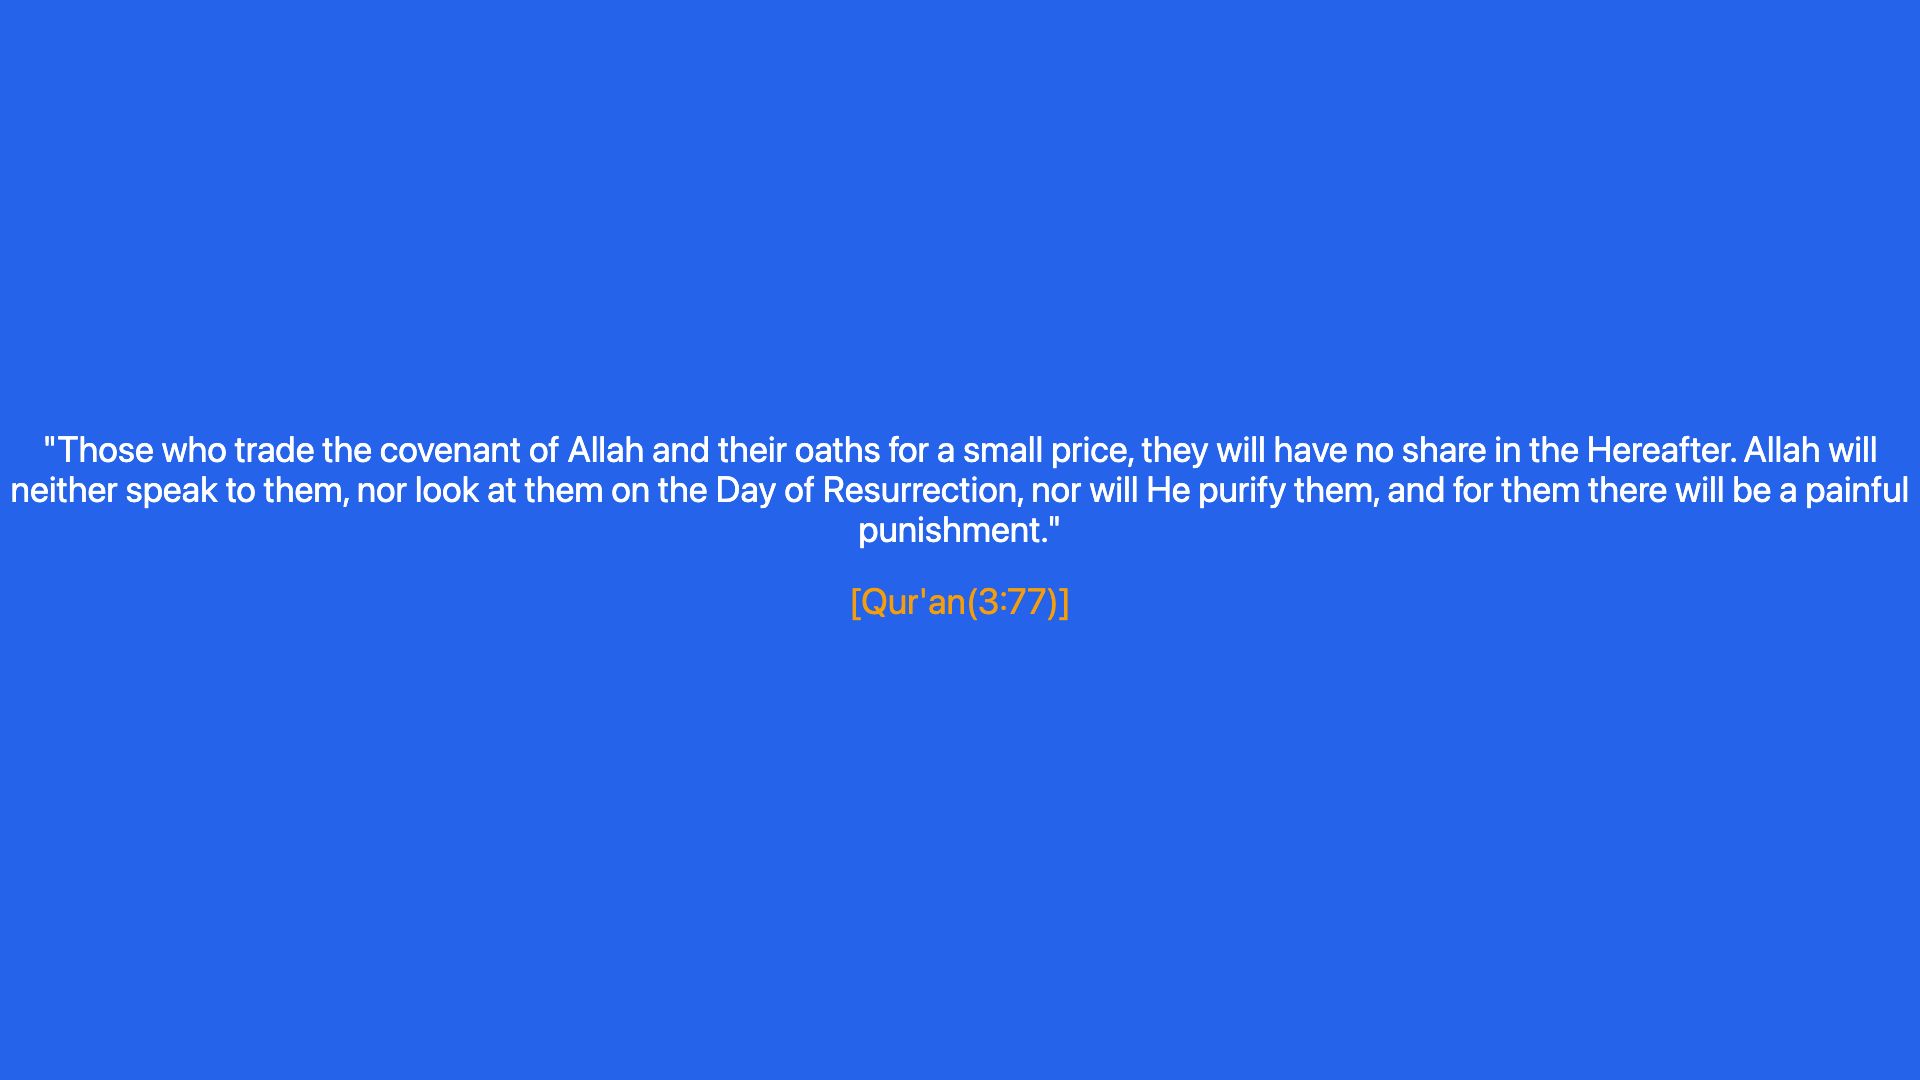 "Those who trade the covenant of Allah and their oaths for a small price, they will have no share in the Hereafter. Allah will
neither speak to them, nor look at them on the Day of Resurrection, nor will He purify them, and for them there will be a painful
punishment."
[Qur'an(3:77)]